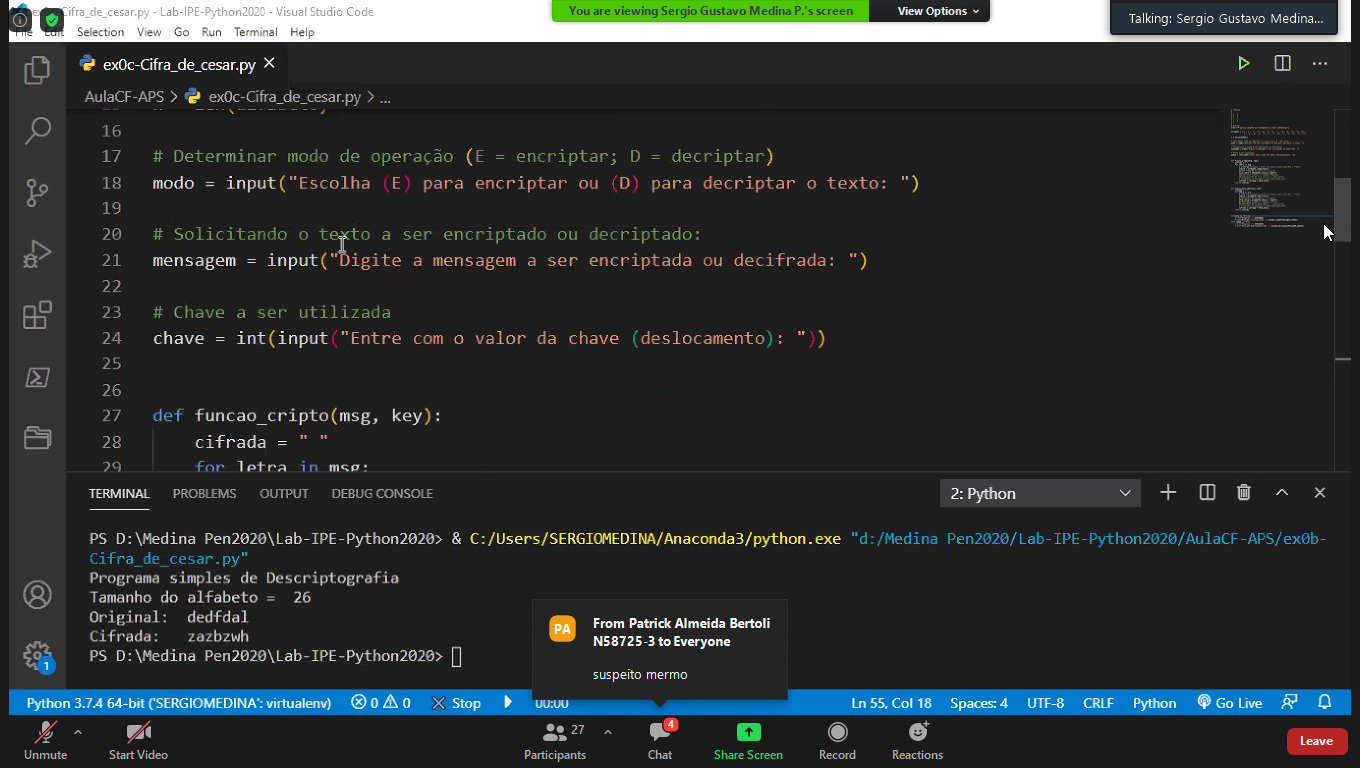 Cifra_de_cesar.py - Lab-IPE-Python2020 - Visual Studio Code
You are viewing Sergio Gustavo Medina P.'s screen
View Options
Talking: Sergio Gustavo Medina...
File Edit Selection View Go Run Terminal Help
ex0c-Cifra_de_cesar.py
AulaCF-APS > ex0c-Cifra_de_cesar.py > ...
16
17 # Determinar modo de operação (E = encriptar; D = decriptar)
18 modo = input("Escolha (E) para encriptar ou (D) para decriptar o texto: ")
19
20 # Solicitando o texto a ser encriptado ou decriptado:
21 mensagem = input("Digite a mensagem a ser encriptada ou decifrada: ")
22
23 # Chave a ser utilizada
24 chave = int(input("Entre com o valor da chave (deslocamento): "))
25
26
27 def funcao_cripto(msg, key):
28 cifrada = " "
29 for letra in msg:
TERMINAL PROBLEMS OUTPUT DEBUG CONSOLE
2: Python
PS D:\Medina Pen2020\Lab-IPE-Python2020> & C:/Users/SERGIOMEDINA/Anaconda3/python.exe "d:/Medina Pen2020/Lab-IPE-Python2020/AulaCF-APS/ex0b-
Cifra_de_cesar.py"
Programa simples de Descriptografia
Tamanho do alfabeto = 26
Original: dedfdal
Cifrada: zazbzwh
PS D:\Medina Pen2020\Lab-IPE-Python2020>
PA
From Patrick Almeida Bertoli
N58725-3 to Everyone
suspeito mermo
1
Python 3.7.4 64-bit ('SERGIOMEDINA': virtualenv) 0 0 Stop 00:00 Ln 55, Col 18 Spaces: 4 UTF-8 CRLF Python Go Live
27
4
Unmute Start Video Participants Chat Share Screen Record Reactions
Leave